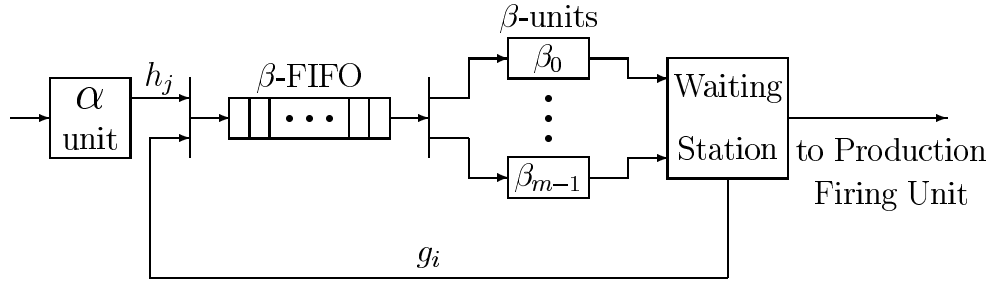 β-units
h_j
β-FIFO
β_0
α
unit
Waiting
Station
β_{m−1}
to Production
Firing Unit
g_i